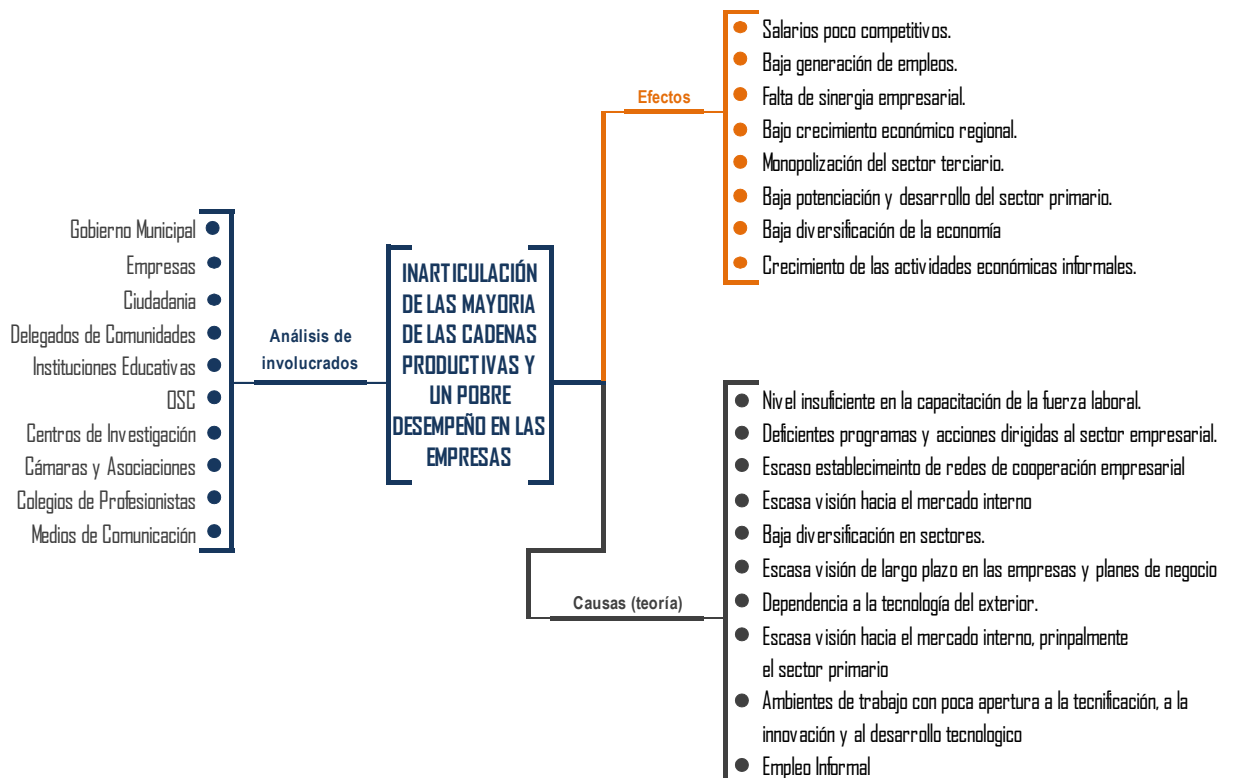 Gobierno Municipal
Empresas
Ciudadania
Delegados de Comunidades
Instituciones Educativas
OSC
Centros de Investigación
Cámaras y Asociaciones
Colegios de Profesionistas
Medios de Comunicación
Análisis de
involucrados
INARTICULACIÓN
DE LAS MAYORIA
DE LAS CADENAS
PRODUCTIVAS Y
UN POBRE
DESEMPEÑO EN LAS
EMPRESAS
Efectos
Salarios poco competitivos.
Baja generación de empleos.
Falta de sinergia empresarial.
Bajo crecimiento económico regional.
Monopolización del sector terciario.
Baja potenciación y desarrollo del sector primario.
Baja diversificación de la economía
Crecimiento de las actividades económicas informales.
Causas (teoría)
Nivel insuficiente en la capacitación de la fuerza laboral.
Deficientes programas y acciones dirigidas al sector empresarial.
Escaso establecimeinto de redes de cooperación empresarial
Escasa visión hacia el mercado interno
Baja diversificación en sectores.
Escasa visión de largo plazo en las empresas y planes de negocio
Dependencia a la tecnología del exterior.
Escasa visión hacia el mercado interno, prinpalmente
el sector primario
Ambientes de trabajo con poca apertura a la tecnificación, a la
innovación y al desarrollo tecnologico
Empleo Informal